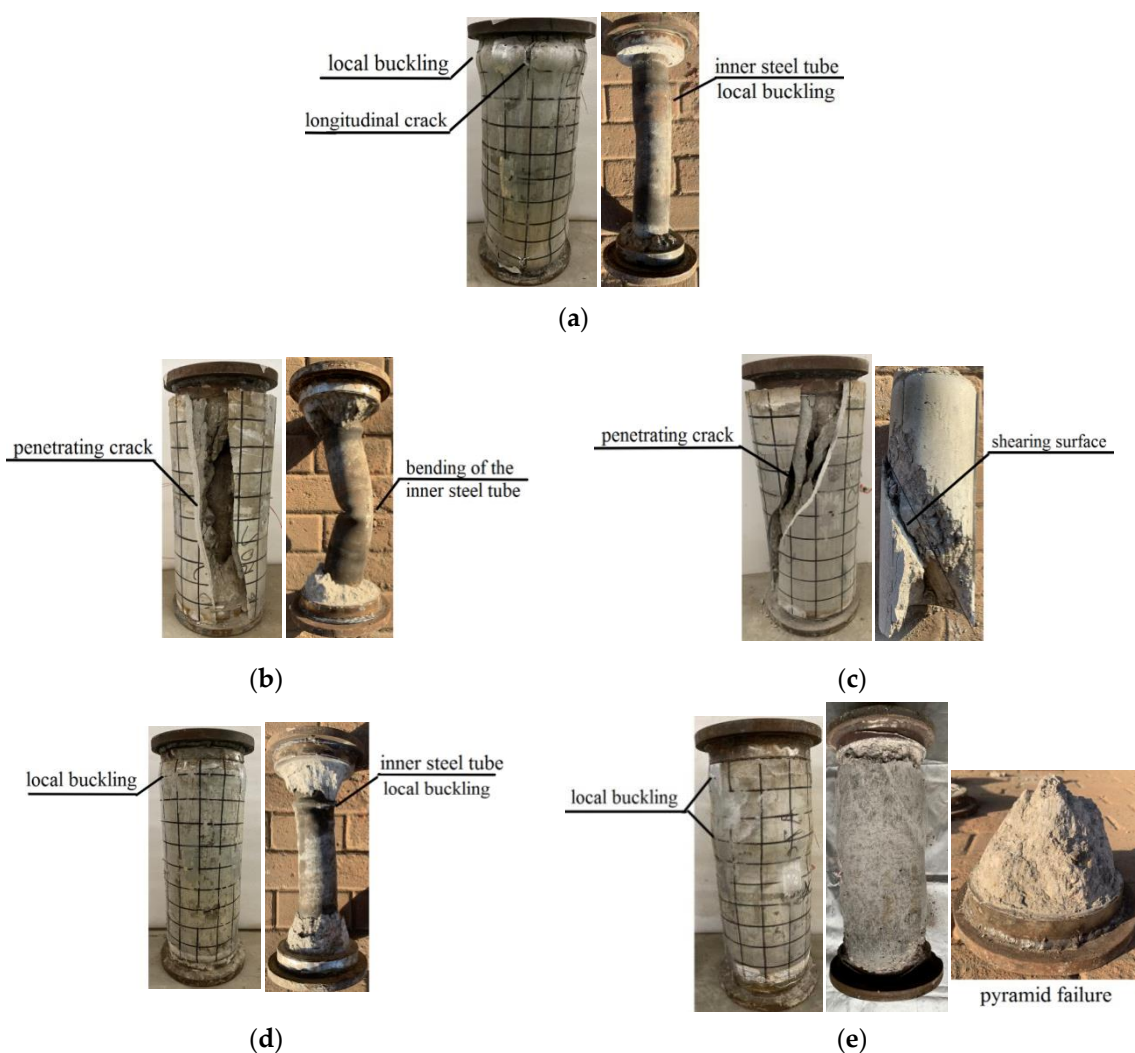 local buckling
longitudinal crack
inner steel tube
local buckling
(a)
penetrating crack
bending of the
inner steel tube
(b)
penetrating crack
shearing surface
(c)
local buckling
inner steel tube
local buckling
(d)
local buckling
pyramid failure
(e)